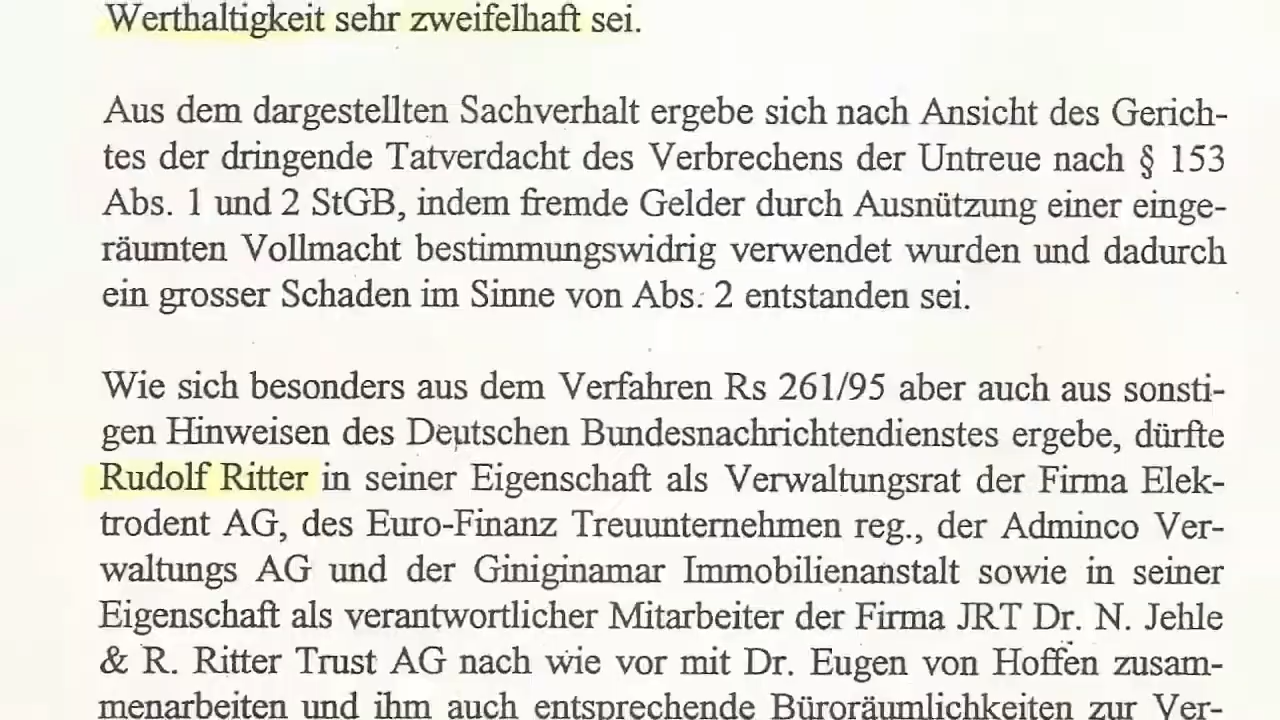 Werthaltigkeit sehr zweifelhaft sei.
Aus dem dargestellten Sachverhalt ergebe sich nach Ansicht des Gerich-
tes der dringende Tatverdacht des Verbrechens der Untreue nach § 153
Abs. 1 und 2 StGB, indem fremde Gelder durch Ausnützung einer einge-
räumten Vollmacht bestimmungswidrig verwendet wurden und dadurch
ein grosser Schaden im Sinne von Abs. 2 entstanden sei.
Wie sich besonders aus dem Verfahren Rs 261/95 aber auch aus sonsti-
gen Hinweisen des Deutschen Bundesnachrichtendienstes ergebe, dürfte
Rudolf Ritter in seiner Eigenschaft als Verwaltungsrat der Firma Elek-
trodent AG, des Euro-Finanz Treuunternehmen reg., der Adminco Ver-
waltungs AG und der Giniginamar Immobilienanstalt sowie in seiner
Eigenschaft als verantwortlicher Mitarbeiter der Firma JRT Dr. N. Jehle
& R. Ritter Trust AG nach wie vor mit Dr. Eugen von Hoffen zusam-
menarbeiten und ihm auch entsprechende Büroräumlichkeiten zur Ver-